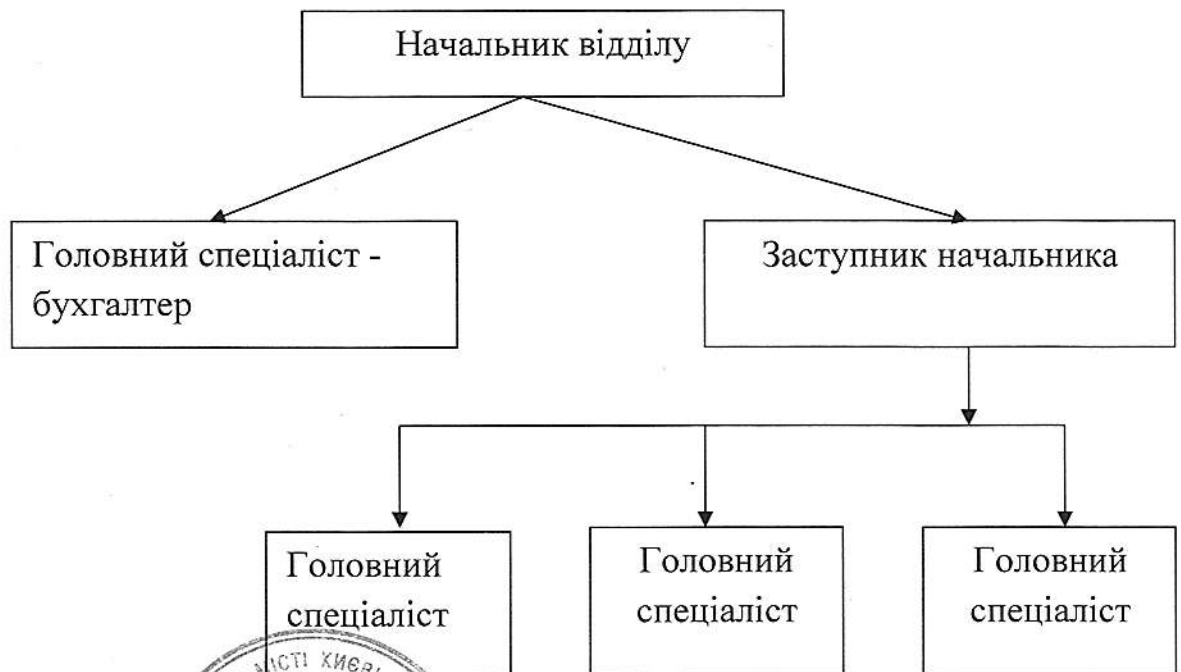 Начальник відділу
Головний спеціаліст -
бухгалтер
Заступник начальника
Головний
спеціаліст
Головний
спеціаліст
Головний
спеціаліст